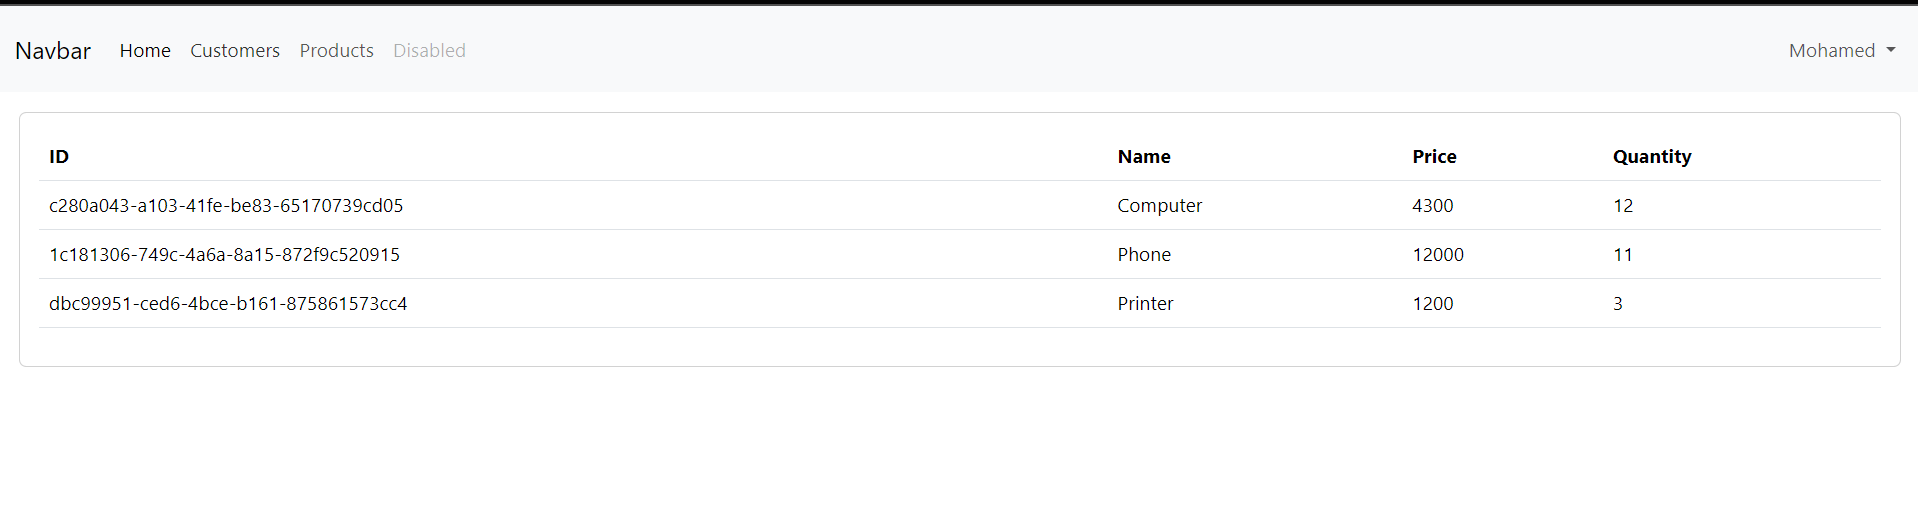 Navbar Home Customers Products Disabled Mohamed
ID Name Price Quantity
c280a043-a103-41fe-be83-65170739cd05 Computer 4300 12
1c181306-749c-4a6a-8a15-872f9c520915 Phone 12000 11
dbc99951-ced6-4bce-b161-875861573cc4 Printer 1200 3